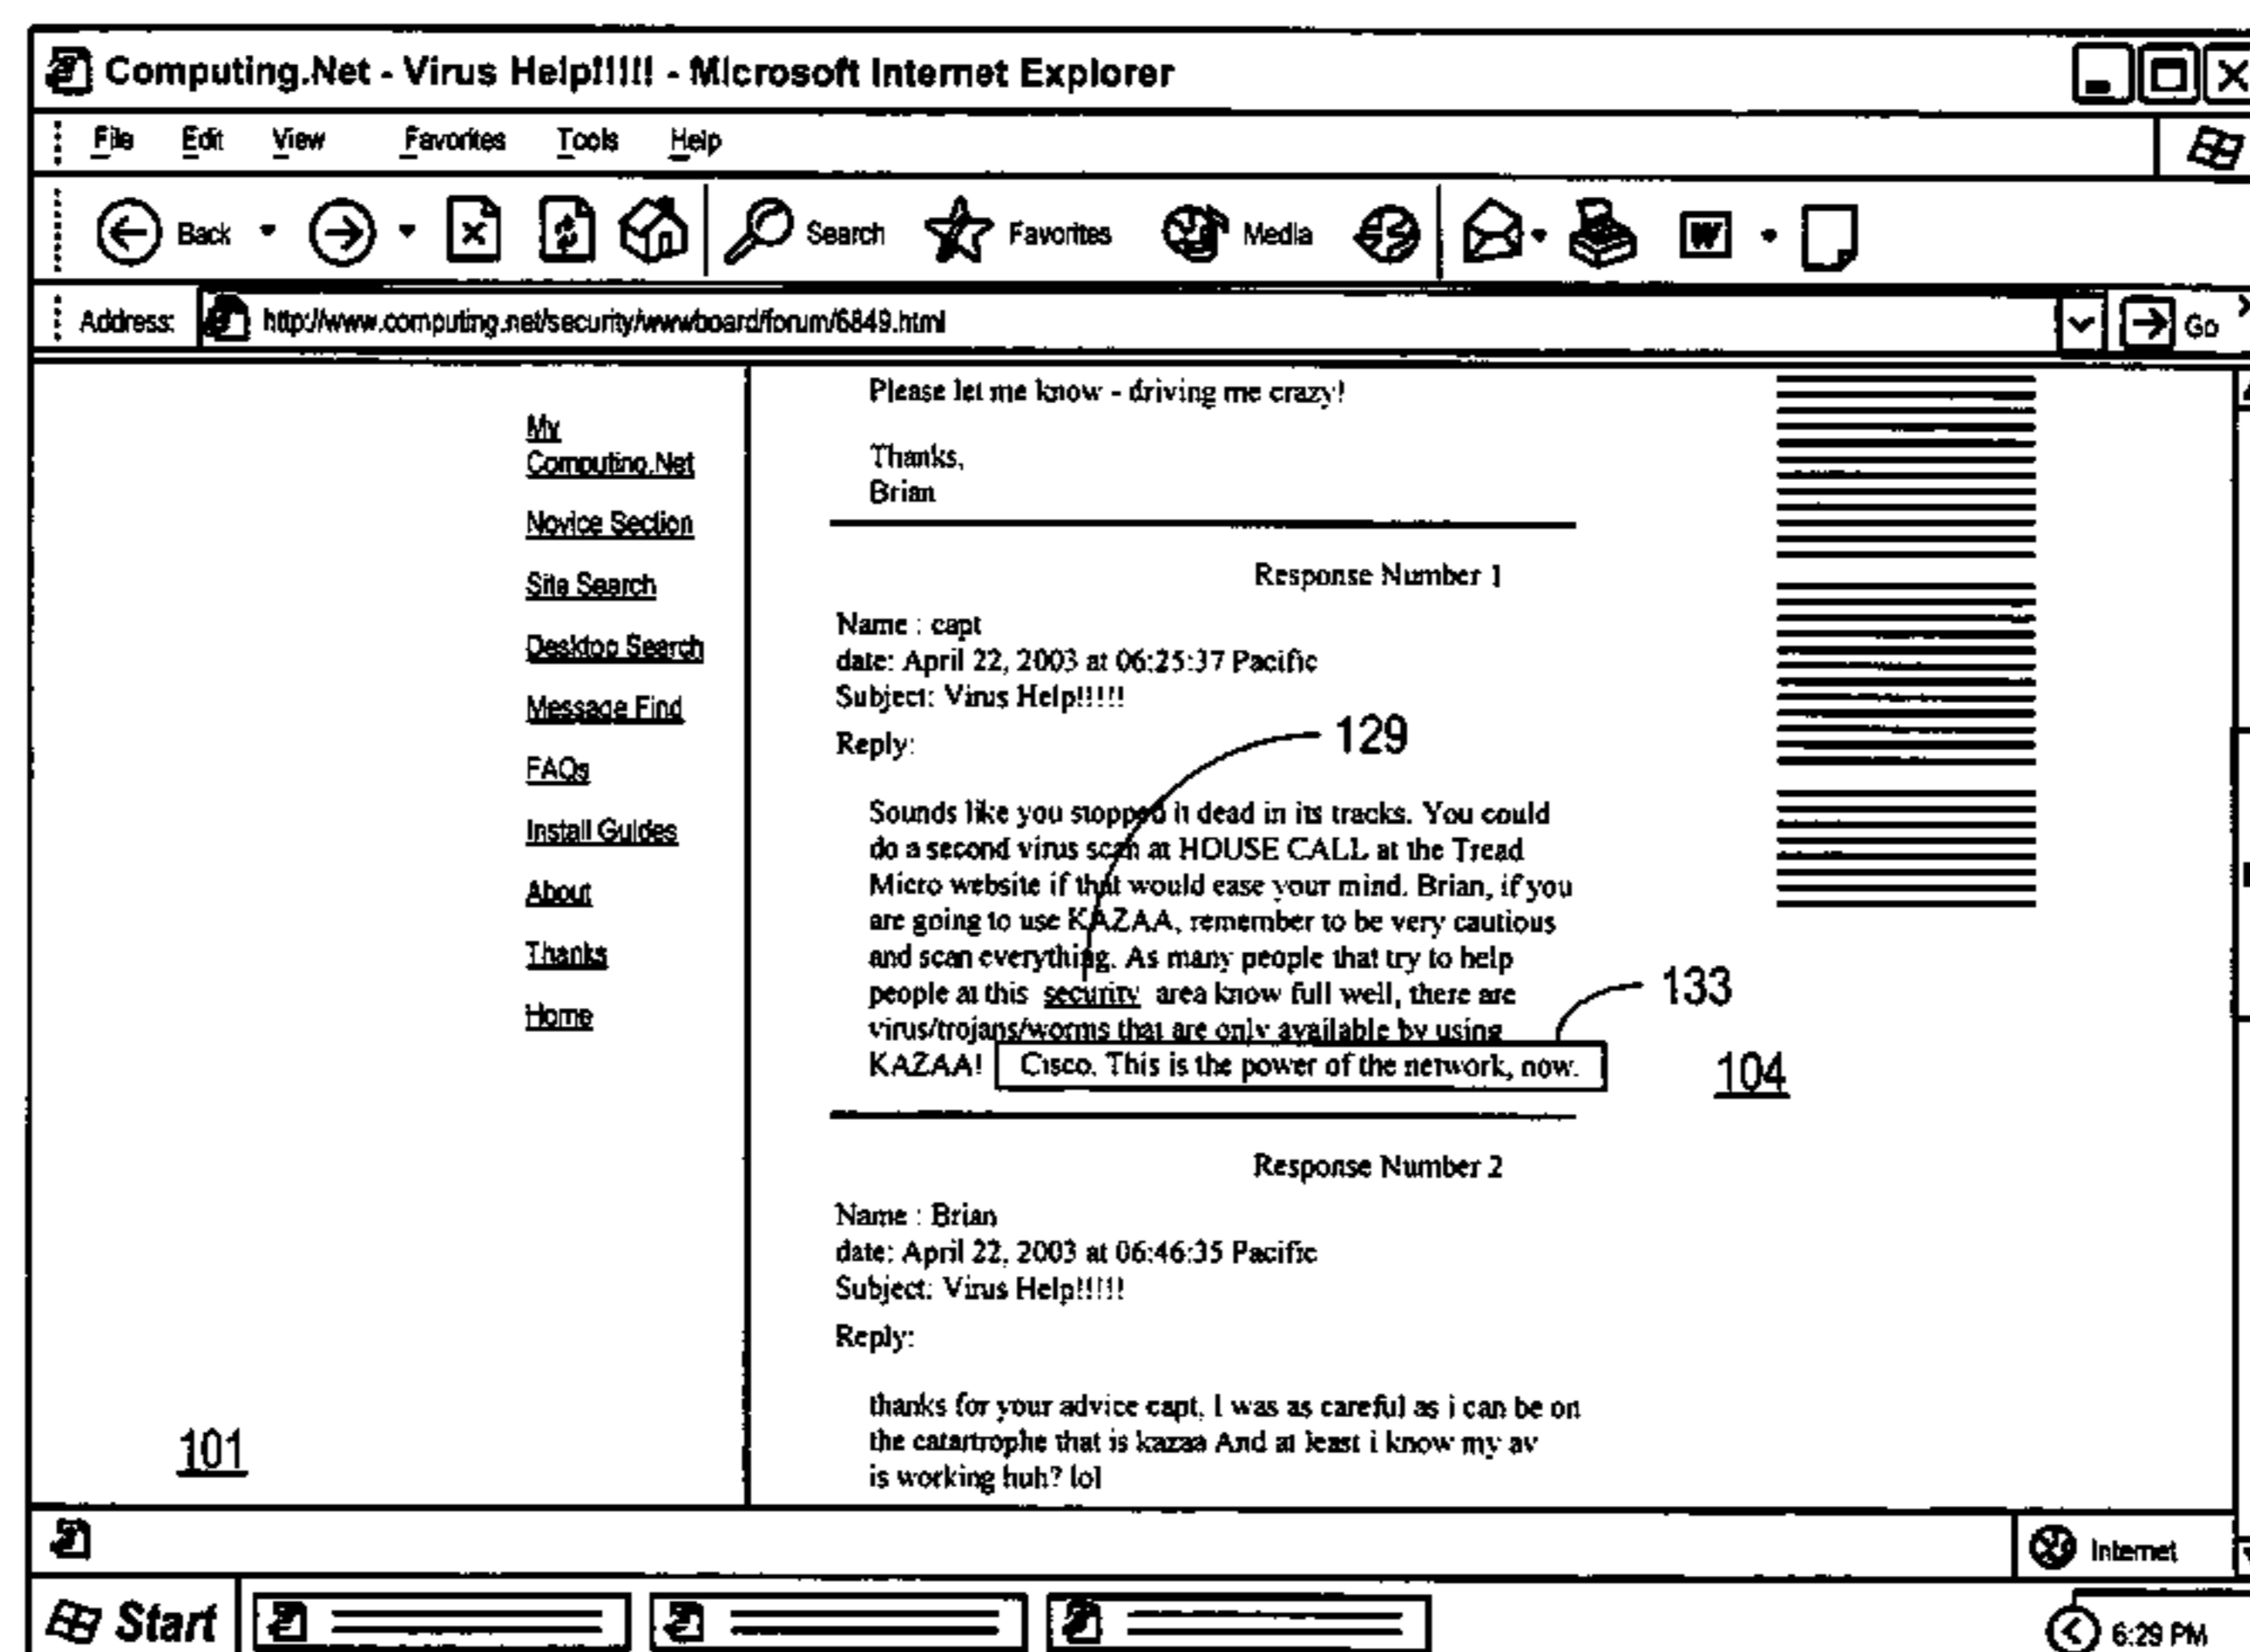 Computing.Net - Virus Help!!!!! - Microsoft Internet Explorer
File Edit View Favorites Tools Help
Back Search Favorites Media W
Address: http://www.computing.net/security/wwwboard/forum/6849.html Go
My
Computing.Net
Novice Section
Site Search
Desktop Search
Message Find
FAQs
Install Guides
About
Thanks
Home
101
Please let me know - driving me crazy!
Thanks,
Brian
Response Number 1
Name : capt
date: April 22, 2003 at 06:25:37 Pacific
Subject: Virus Help!!!!!
Reply:
129
Sounds like you stopped it dead in its tracks. You could
do a second virus scan at HOUSE CALL at the Tread
Micro website if that would ease your mind. Brian, if you
are going to use KAZAA, remember to be very cautious
and scan everything. As many people that try to help
people at this security area know full well, there are
133
virus/trojans/worms that are only available by using
KAZAA! Cisco. This is the power of the network, now.
104
Response Number 2
Name : Brian
date: April 22, 2003 at 06:46:35 Pacific
Subject: Virus Help!!!!!
Reply:
thanks for your advice capt, I was as careful as i can be on
the catartrophe that is kazaa And at least i know my av
is working huh? lol
Internet
Start 6:29 PM